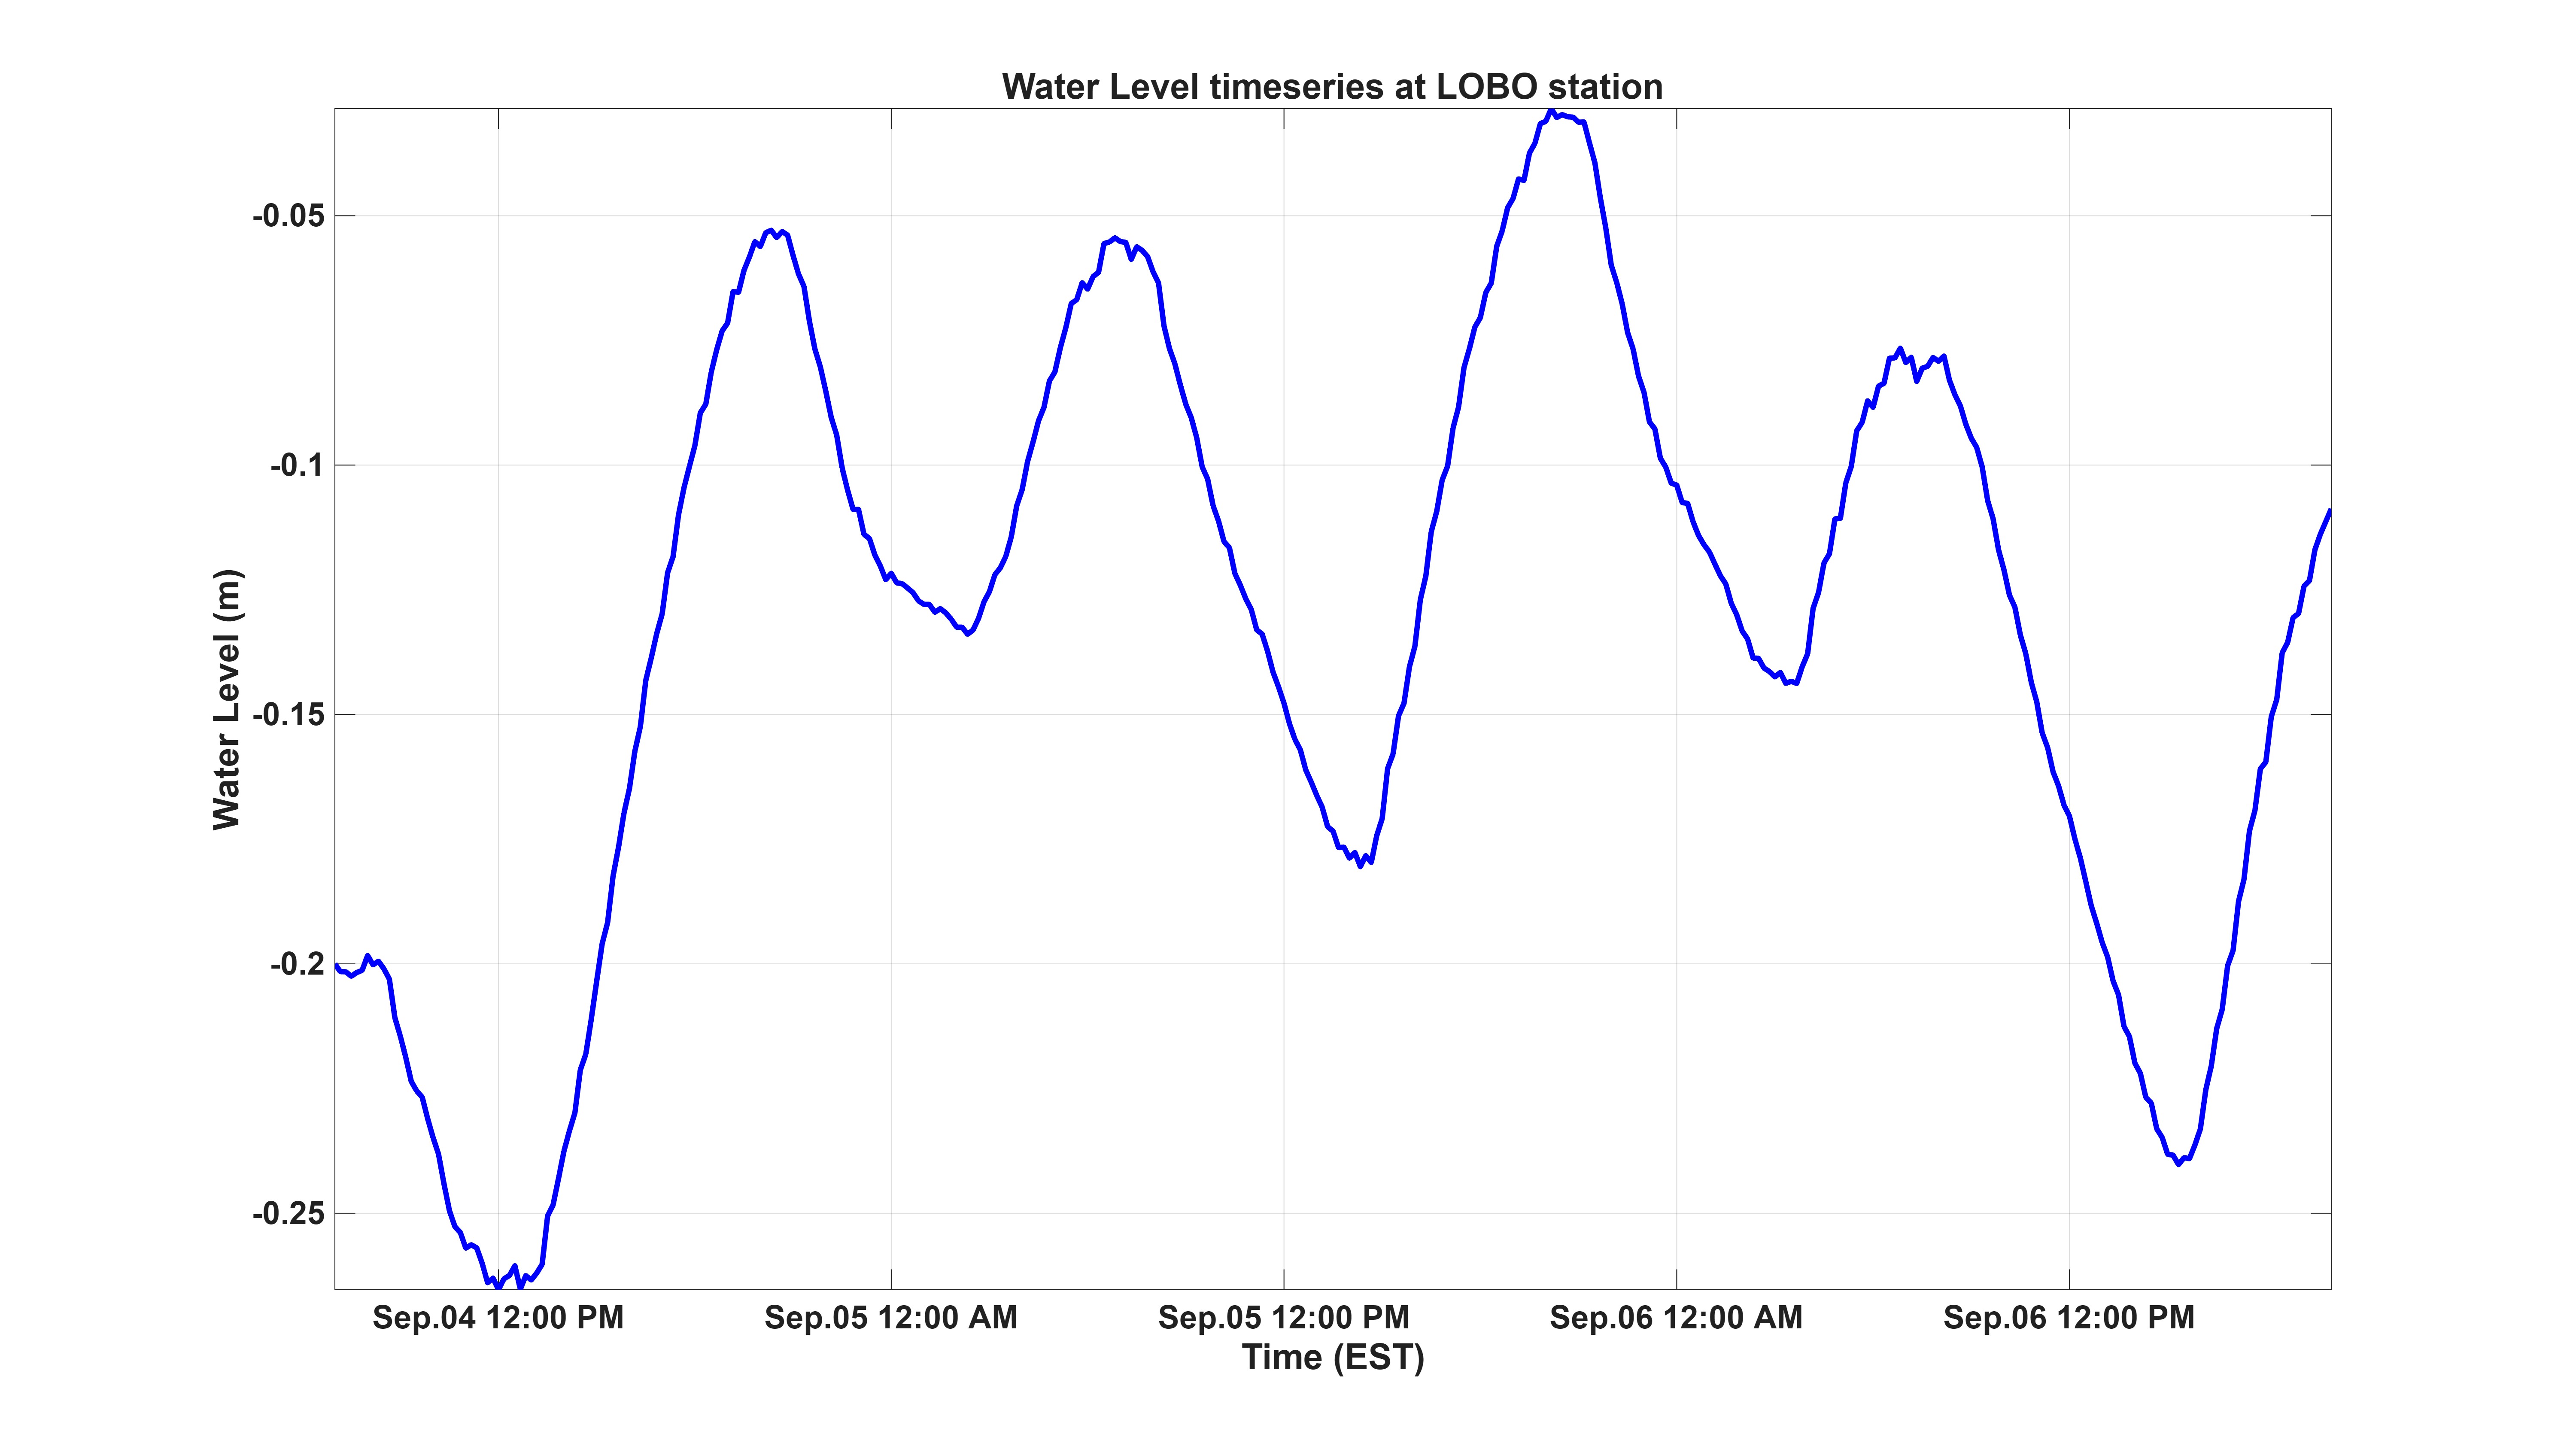 Water Level timeseries at LOBO station
-0.05
-0.1
-0.15
-0.2
-0.25
Water Level (m)
Sep.04 12:00 PM Sep.05 12:00 AM Sep.05 12:00 PM Sep.06 12:00 AM Sep.06 12:00 PM
Time (EST)